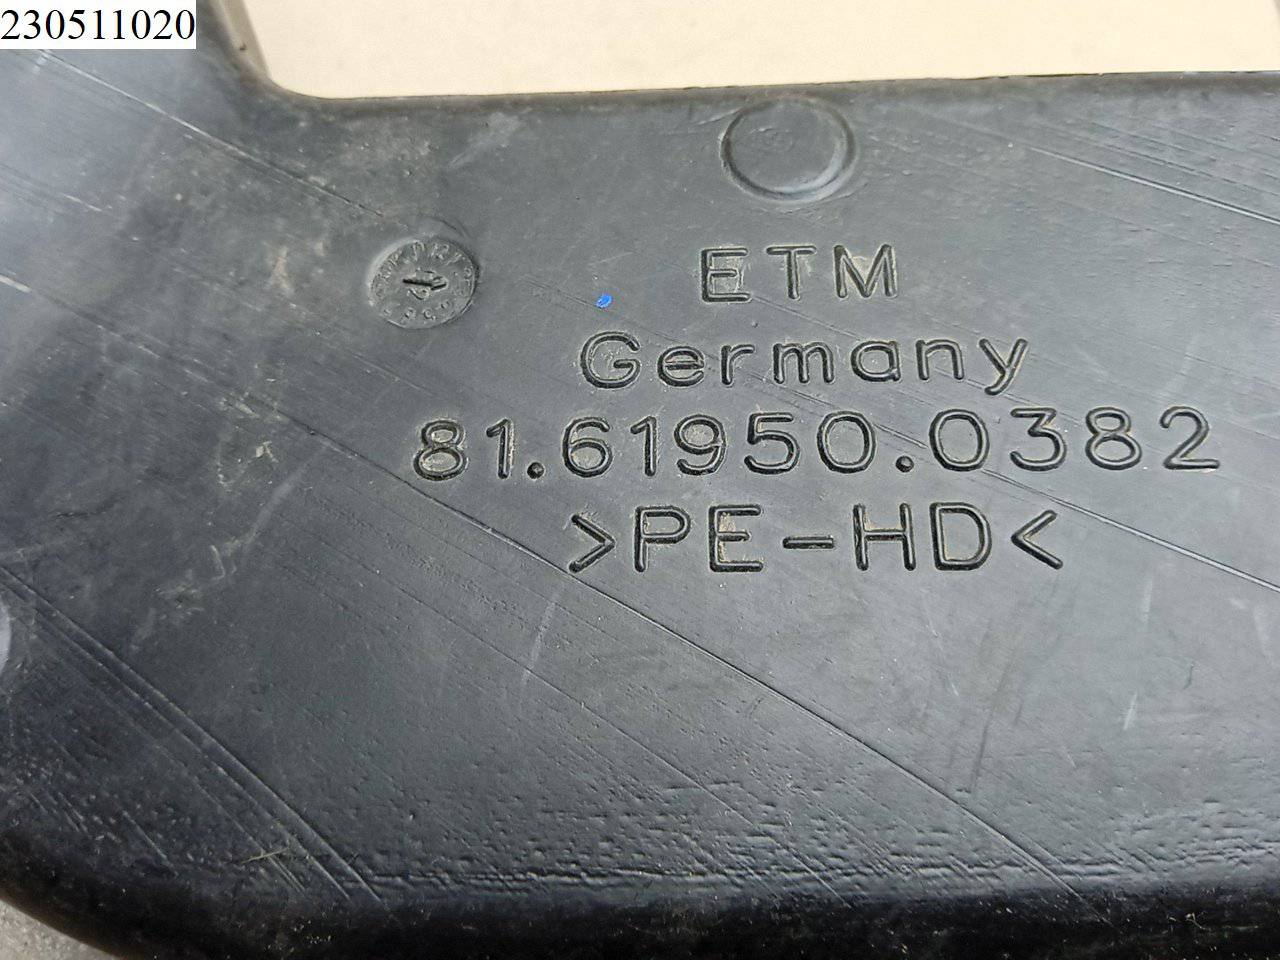 230511020
ETM
Germany
81.61950.0382
>PE-HD<